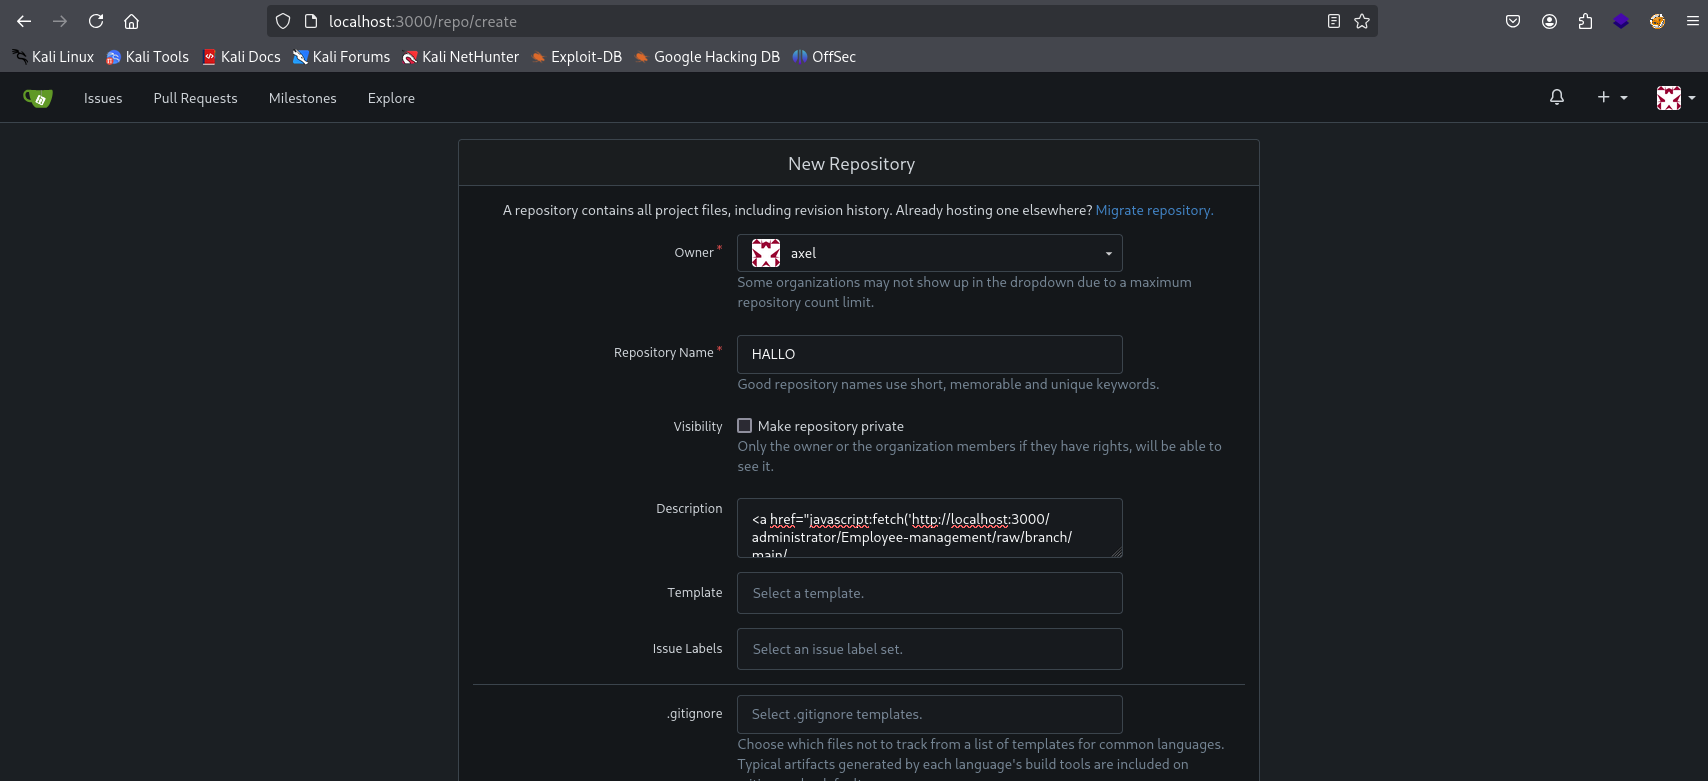 localhost:3000/repo/create
Kali Linux Kali Tools Kali Docs Kali Forums Kali NetHunter Exploit-DB Google Hacking DB OffSec
Issues Pull Requests Milestones Explore
New Repository
A repository contains all project files, including revision history. Already hosting one elsewhere? Migrate repository.
Owner * axel
Some organizations may not show up in the dropdown due to a maximum
repository count limit.
Repository Name * HALLO
Good repository names use short, memorable and unique keywords.
Visibility Make repository private
Only the owner or the organization members if they have rights, will be able to
see it.
Description <a href="javascript:fetch('http://localhost:3000/
administrator/Employee-management/raw/branch/
main/
Template Select a template.
Issue Labels Select an issue label set.
.gitignore Select .gitignore templates.
Choose which files not to track from a list of templates for common languages.
Typical artifacts generated by each language's build tools are included on